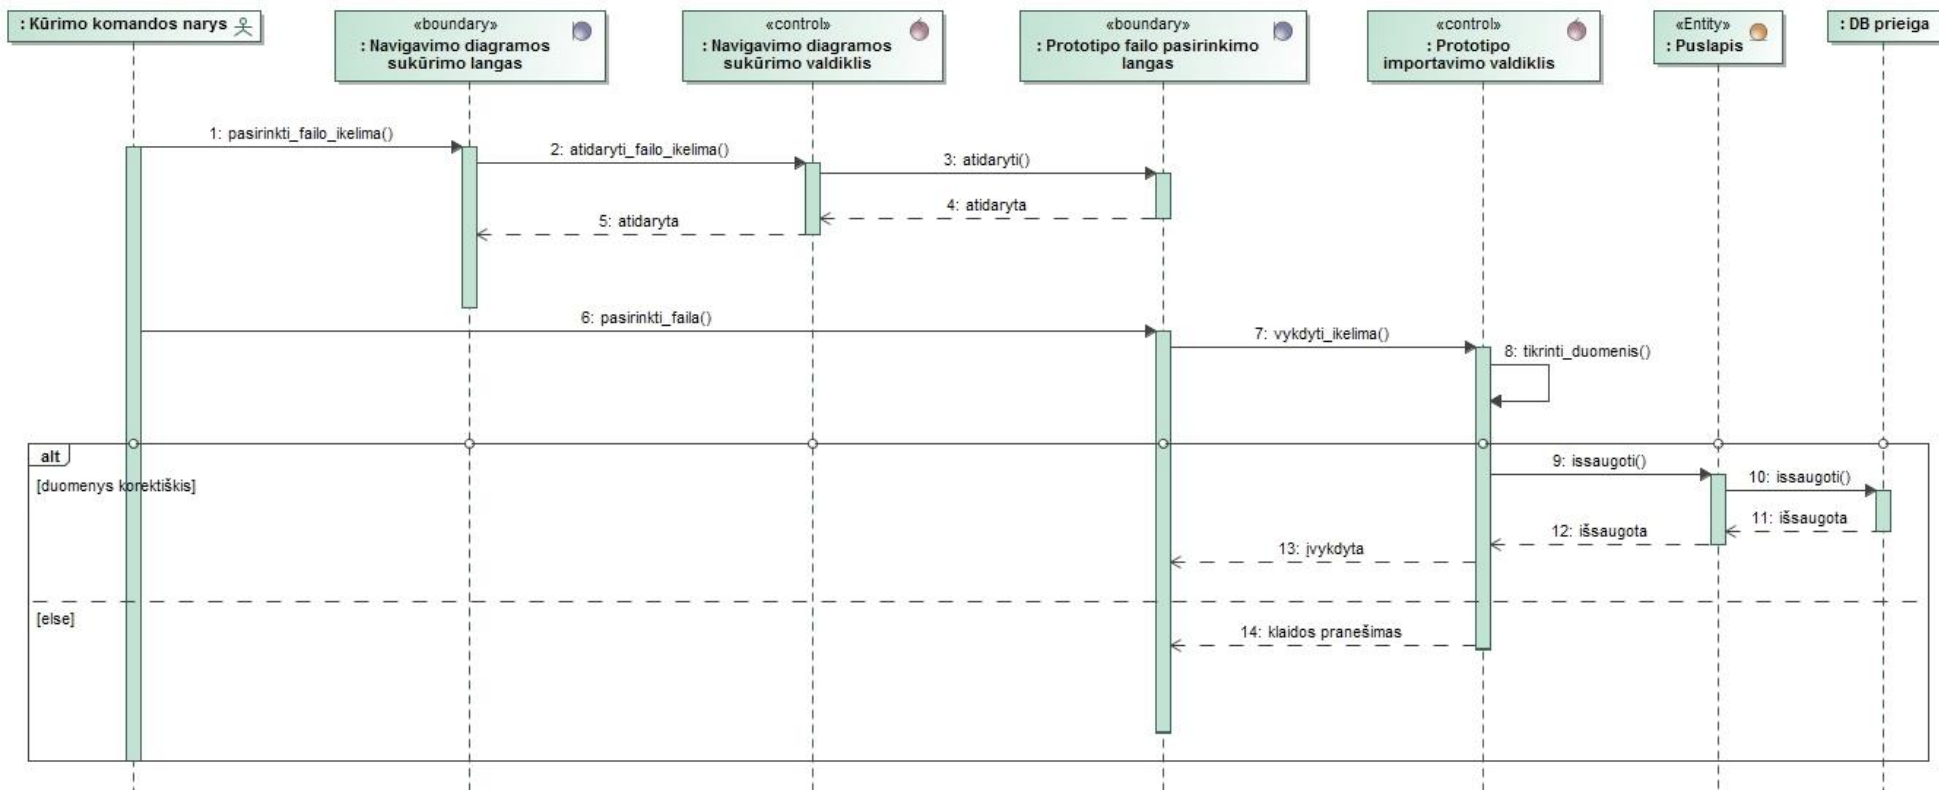 : Kūrimo komandos narys
«boundary»
: Navigavimo diagramos
sukūrimo langas
«control»
: Navigavimo diagramos
sukūrimo valdiklis
«boundary»
: Prototipo failo pasirinkimo
langas
«control»
: Prototipo
importavimo valdiklis
«Entity»
: Puslapis
: DB prieiga
1: pasirinkti_failo_ikelima()
2: atidaryti_failo_ikelima()
3: atidaryti()
4: atidaryta
5: atidaryta
6: pasirinkti_faila()
7: vykdyti_ikelima()
8: tikrinti_duomenis()
alt
[duomenys korektiškis]
9: issaugoti()
10: issaugoti()
11: išsaugota
12: išsaugota
13: įvykdyta
[else]
14: klaidos pranešimas